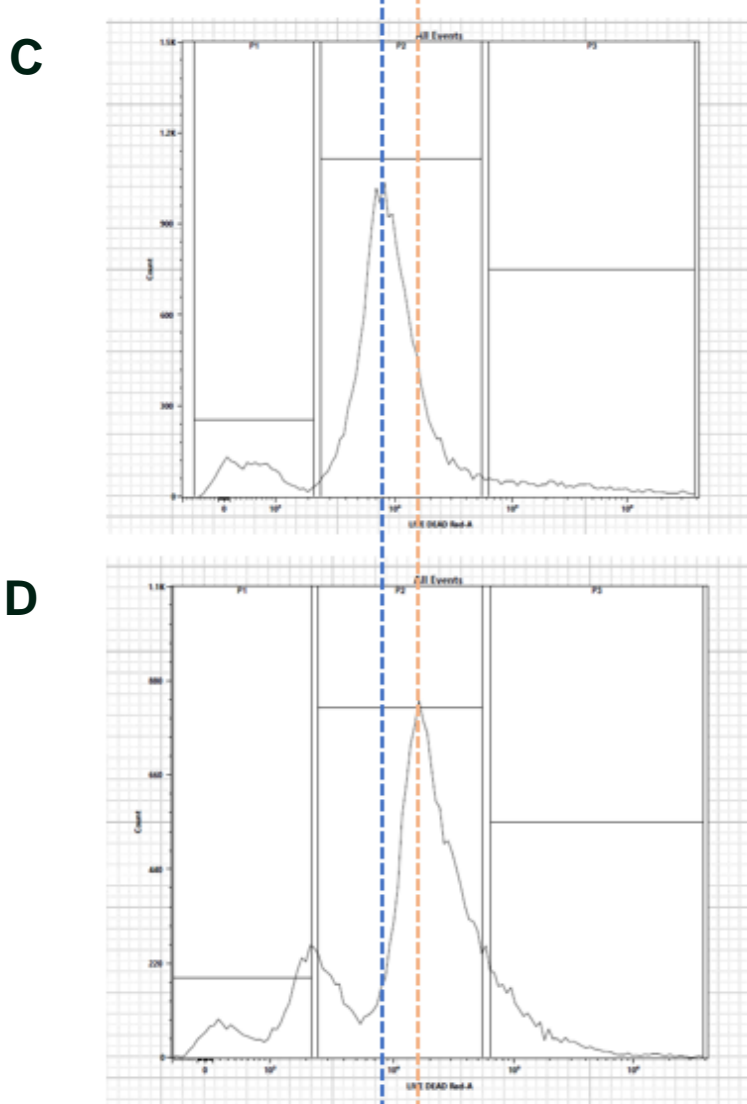 C
All Events
P1 P2 P3
1.5K
1.2K
900
600
300
0
Count
0
LIVE DEAD Red-A
D
All Events
P1 P2 P3
1.1K
880
660
440
220
0
Count
0
LIVE DEAD Red-A